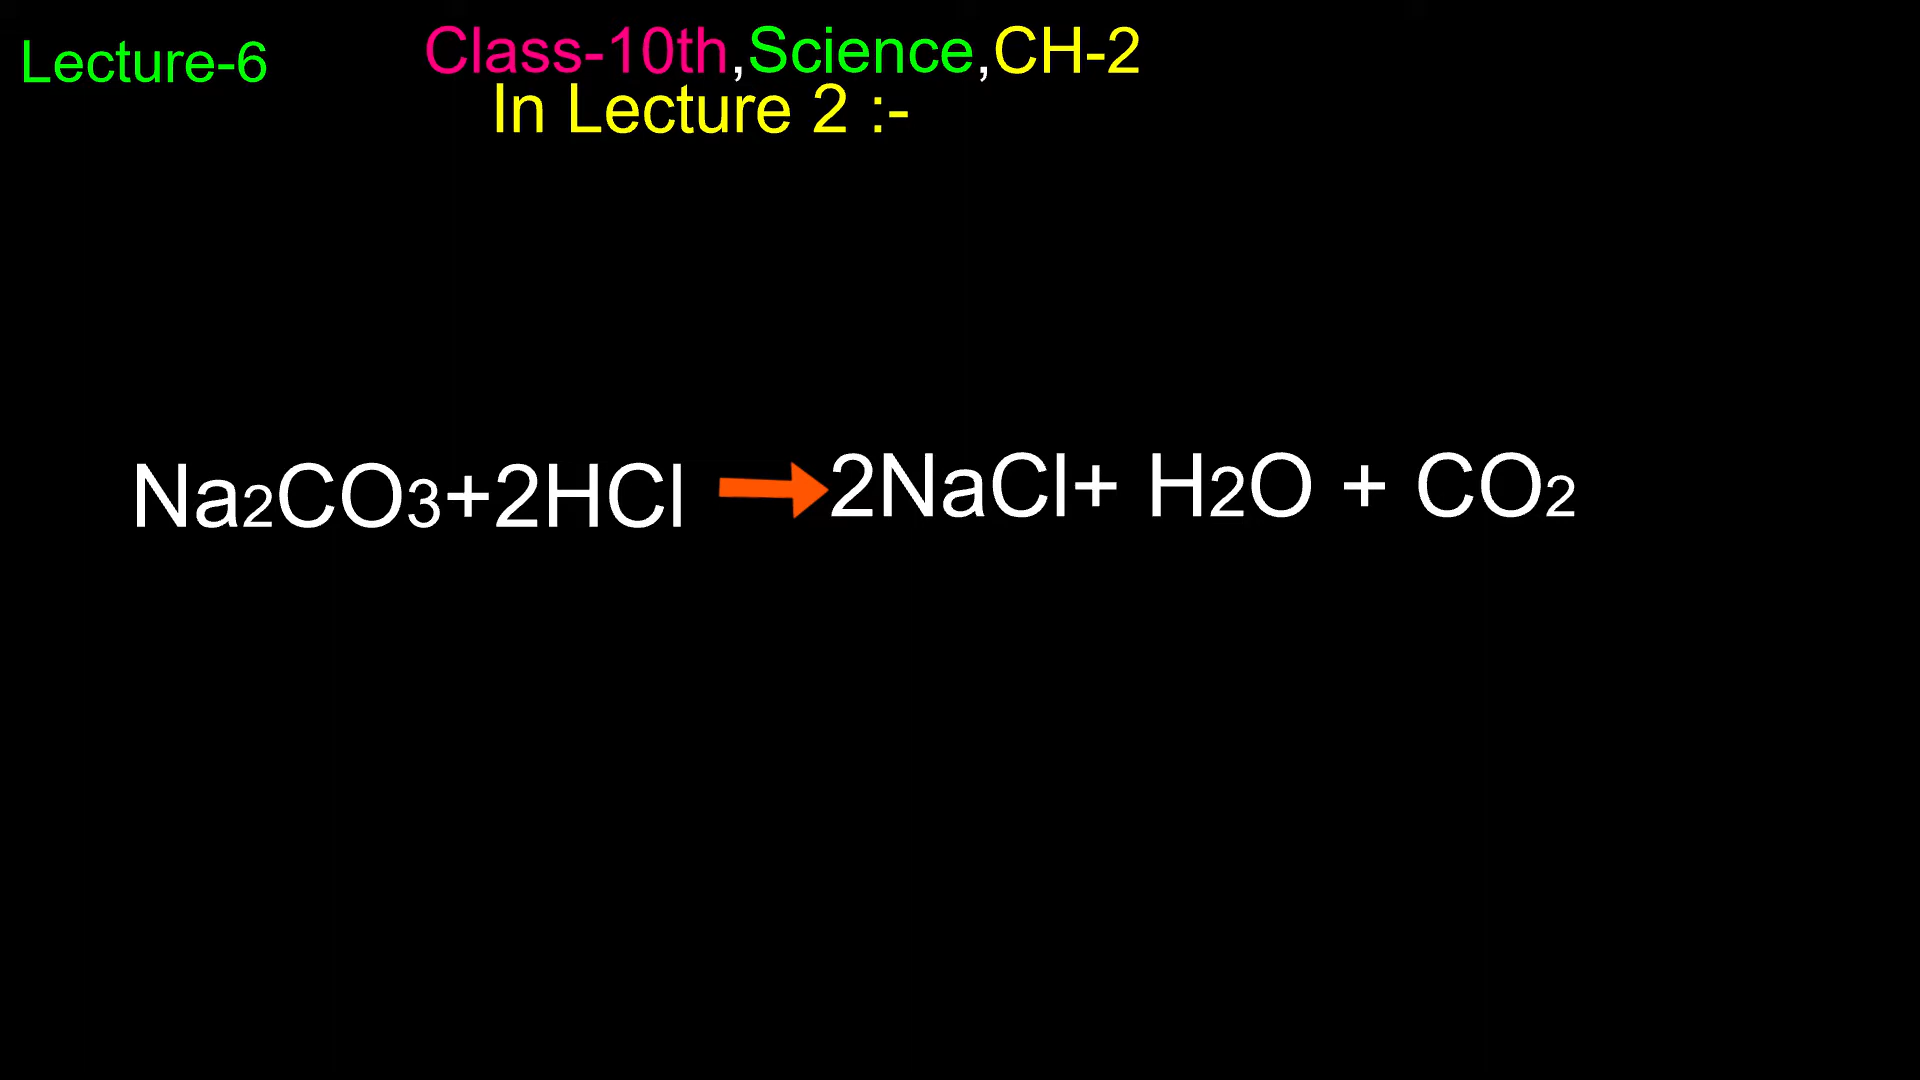 Lecture-6
Class-10th,Science,CH-2
In Lecture 2 :-
Na2CO3+2HCl → 2NaCl+ H2O + CO2